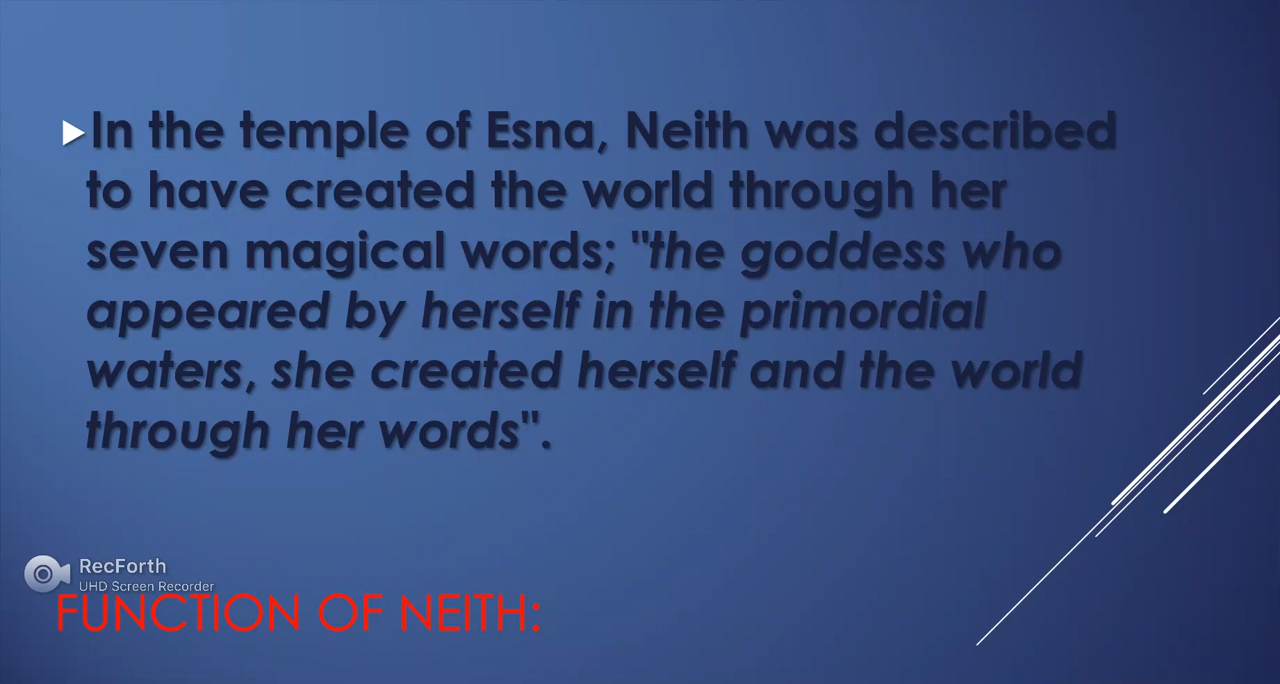 In the temple of Esna, Neith was described
to have created the world through her
seven magical words; "the goddess who
appeared by herself in the primordial
waters, she created herself and the world
through her words".
RecForth
UHD Screen Recorder
FUNCTION OF NEITH: